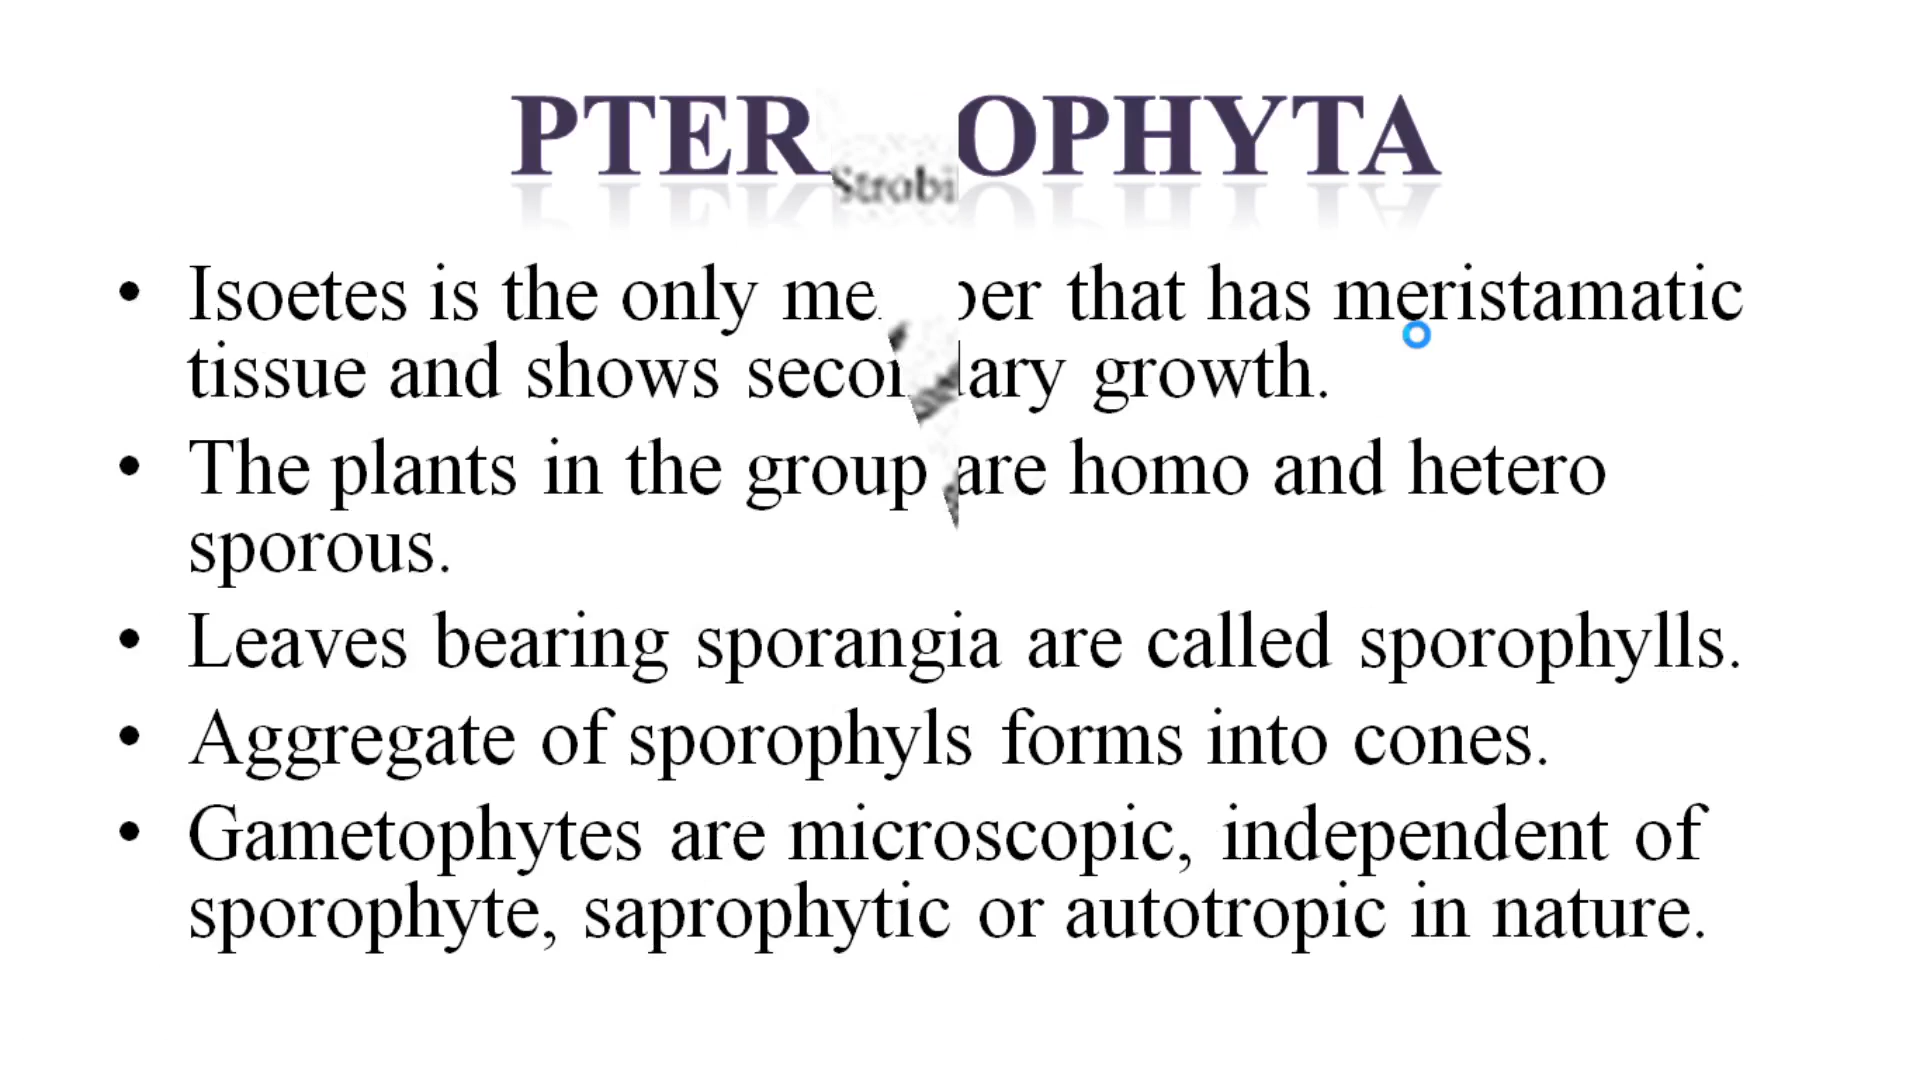 PTER OPHYTA
Strobi
• Isoetes is the only me ber that has meristamatic
tissue and shows secon dary growth.
• The plants in the group are homo and hetero
sporous.
• Leaves bearing sporangia are called sporophylls.
• Aggregate of sporophyls forms into cones.
• Gametophytes are microscopic, independent of
sporophyte, saprophytic or autotropic in nature.